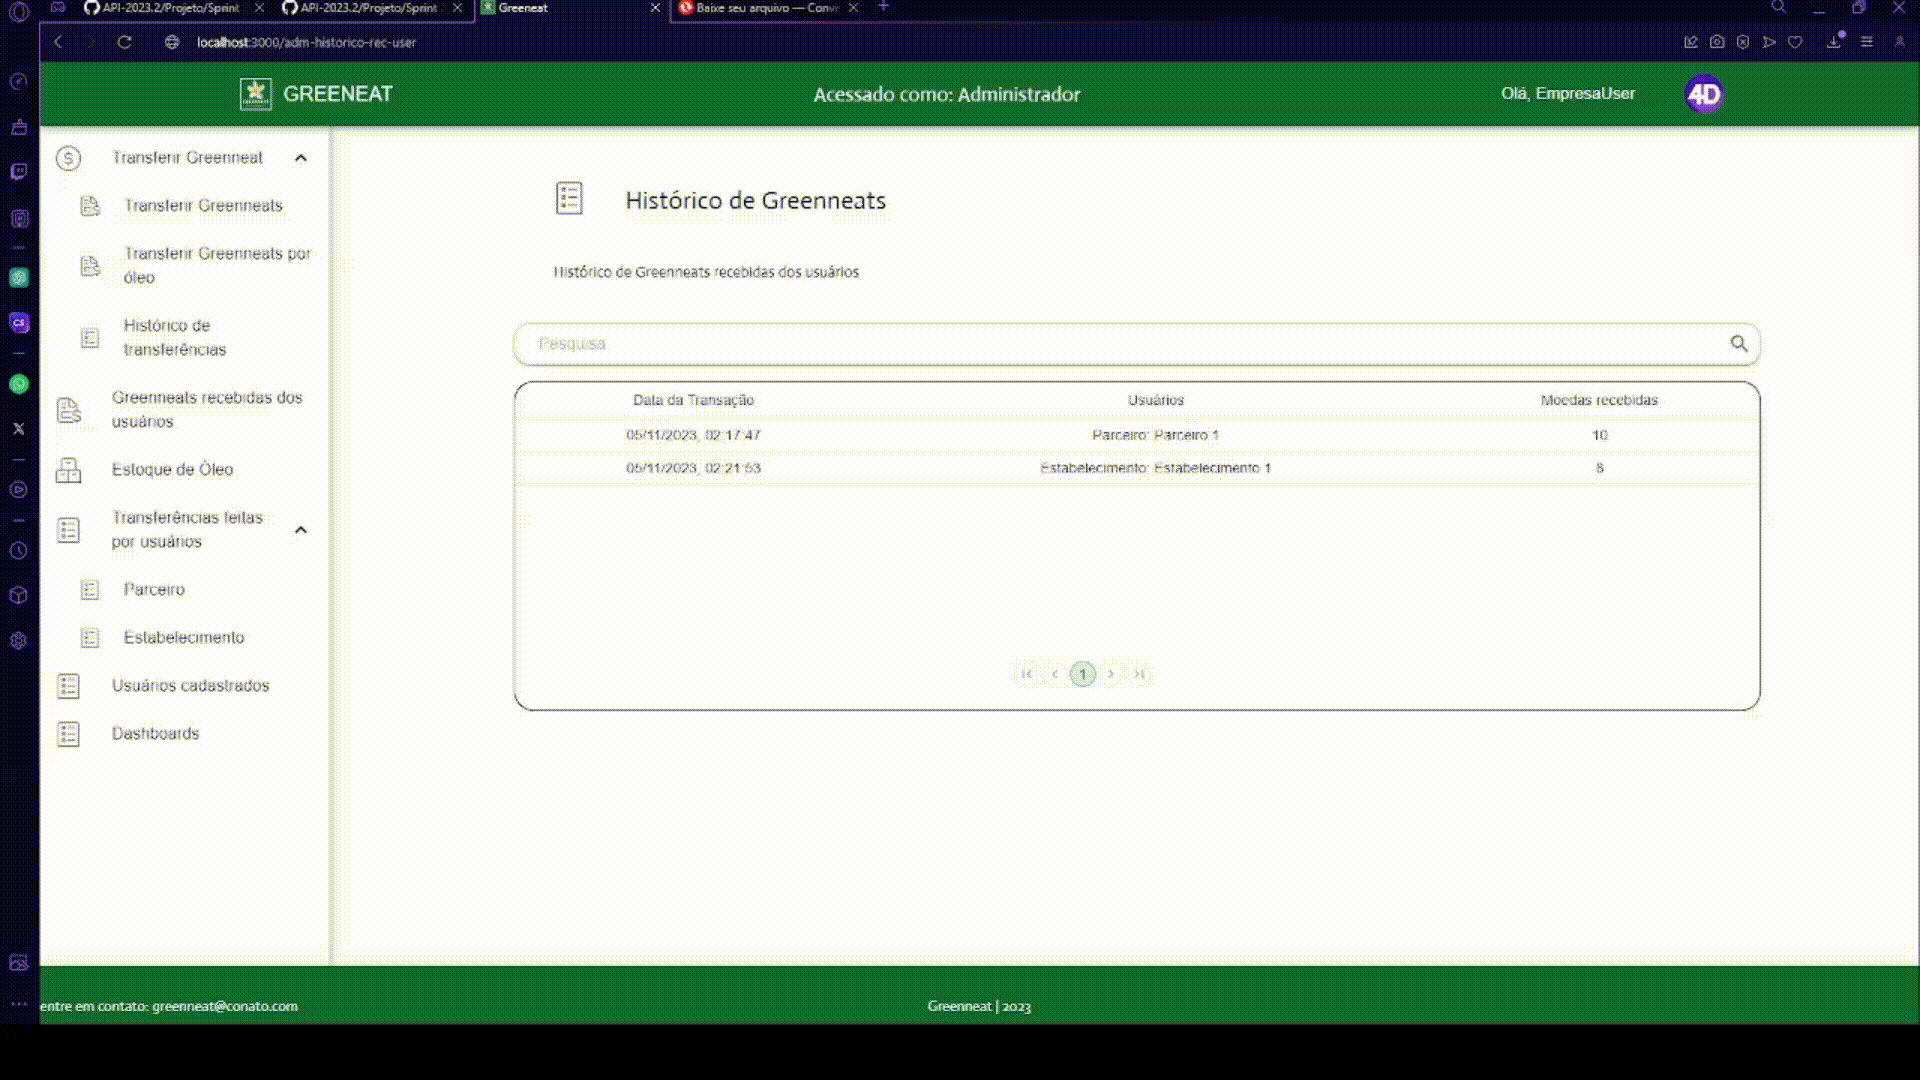 API-2023.2/Projeto/Sprint
API-2023.2/Projeto/Sprint
Greeneat
Baixe seu arquivo — Conv
localhost:3000/adm-historico-rec-user
GREENEAT
Acessado como: Administrador
Olá, EmpresaUser
4D
Transferir Greenneat
Transferir Greenneats
Transferir Greenneats por
óleo
Histórico de
transferências
Greenneats recebidas dos
usuários
Estoque de Óleo
Transferências feitas
por usuários
Parceiro
Estabelecimento
Usuários cadastrados
Dashboards
Histórico de Greenneats
Histórico de Greenneats recebidas dos usuários
Pesquisa
Data da Transação Usuários Moedas recebidas
05/11/2023, 02:17:47 Parceiro: Parceiro 1 10
05/11/2023, 02:21:53 Estabelecimento: Estabelecimento 1 8
1
entre em contato: greenneat@conato.com
Greenneat | 2023